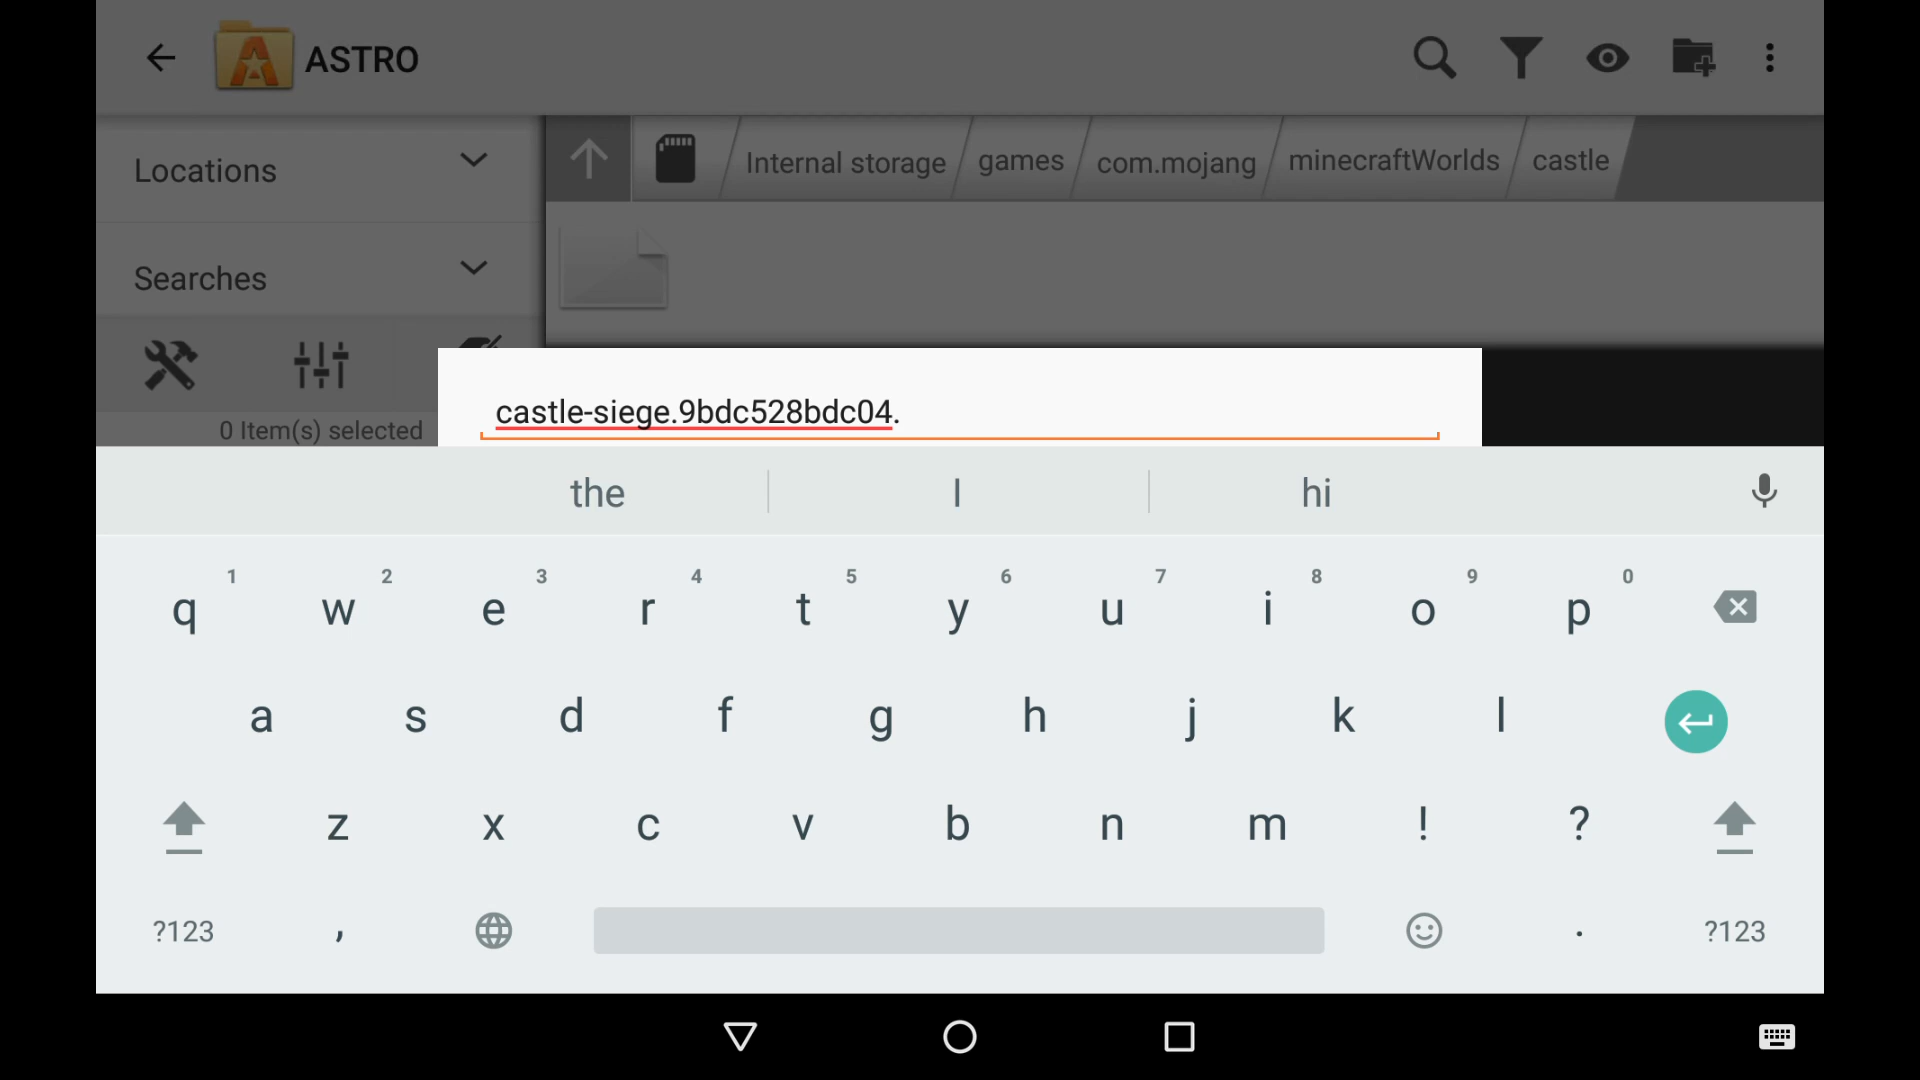 ASTRO
Locations
Internal storage games com.mojang minecraftWorlds castle
Searches
castle-siege.9bdc528bdc04.
0 Item(s) selected
the I hi
1 2 3 4 5 6 7 8 9 0
q w e r t y u i o p
a s d f g h j k l
z x c v b n m ! ?
?123 , . ?123